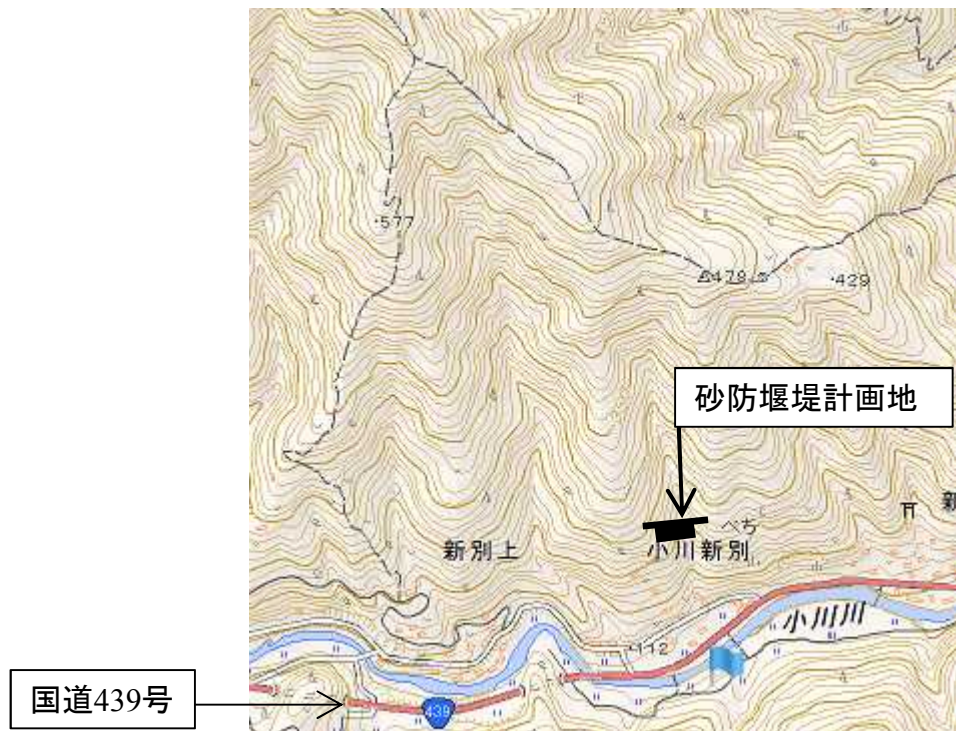 ・577
479
・429
砂防堰堤計画地
べち
新
新別上
小川新別
小川川
・112
国道439号
439